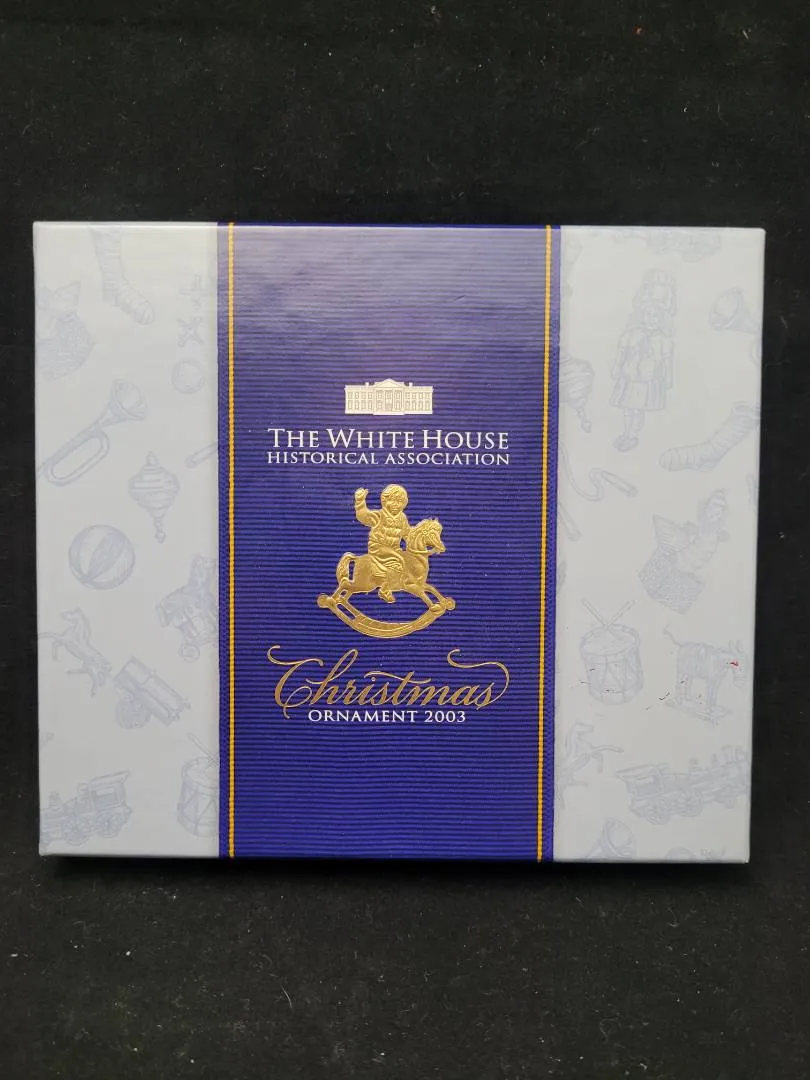 THE WHITE HOUSE
HISTORICAL ASSOCIATION
Christmas
ORNAMENT 2003